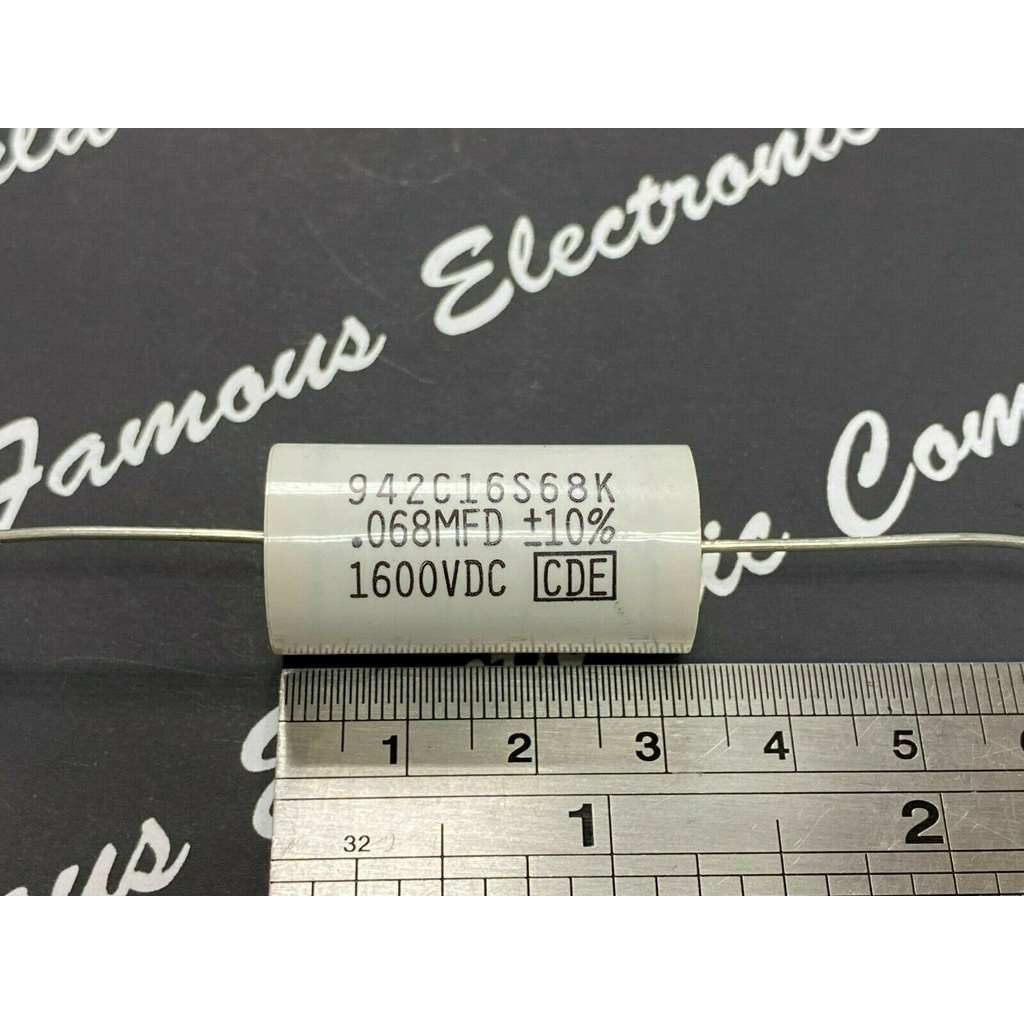 Famous Electronic
942C16S68K
.068MFD ±10%
1600VDC CDE
1 2 3 4 5
1 2
32